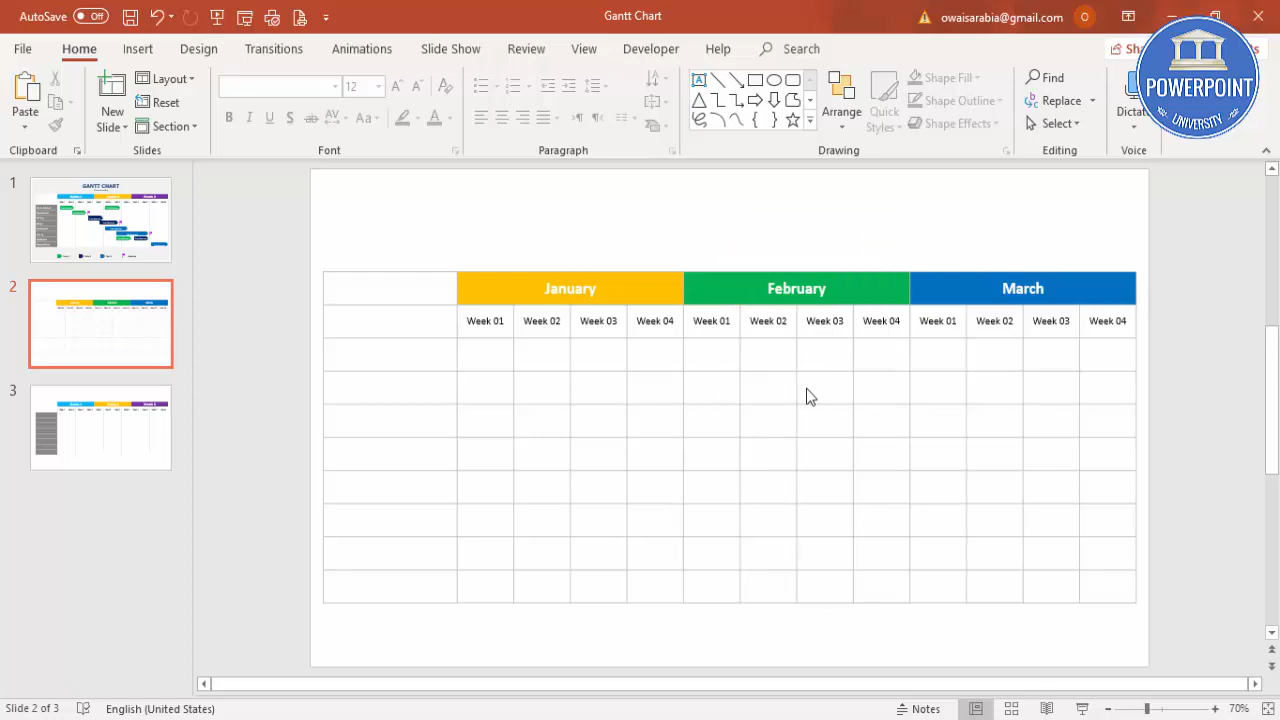 AutoSave Off
Gantt Chart
owaisarabia@gmail.com
O
File Home Insert Design Transitions Animations Slide Show Review View Developer Help Search
POWERPOINT
UNIVERSITY
Paste
Clipboard
New
Slide
Layout
Reset
Section
Slides
12
Font
Paragraph
Arrange
Quick
Styles
Shape Fill
Shape Outline
Shape Effects
Drawing
Find
Replace
Select
Editing
Dictat
Voice
1
GANTT CHART
2
3
January February March
Week 01 Week 02 Week 03 Week 04 Week 01 Week 02 Week 03 Week 04 Week 01 Week 02 Week 03 Week 04
Slide 2 of 3
English (United States)
Notes
70%